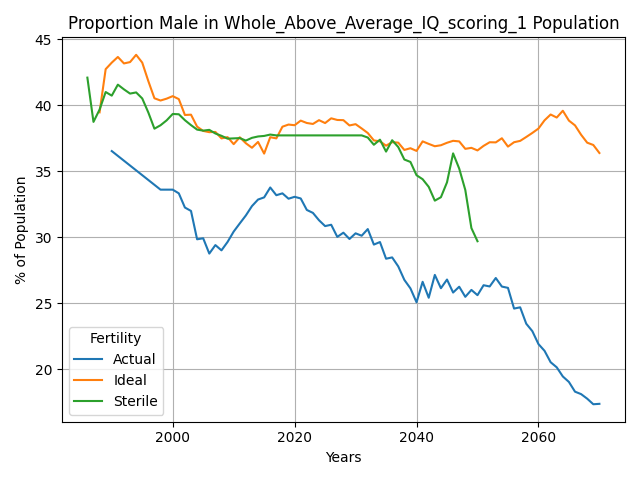 Proportion Male in Whole_Above_Average_IQ_scoring_1 Population
% of Population
45
40
35
30
25
20
Fertility
Actual
Ideal
Sterile
2000
2020
2040
2060
Years